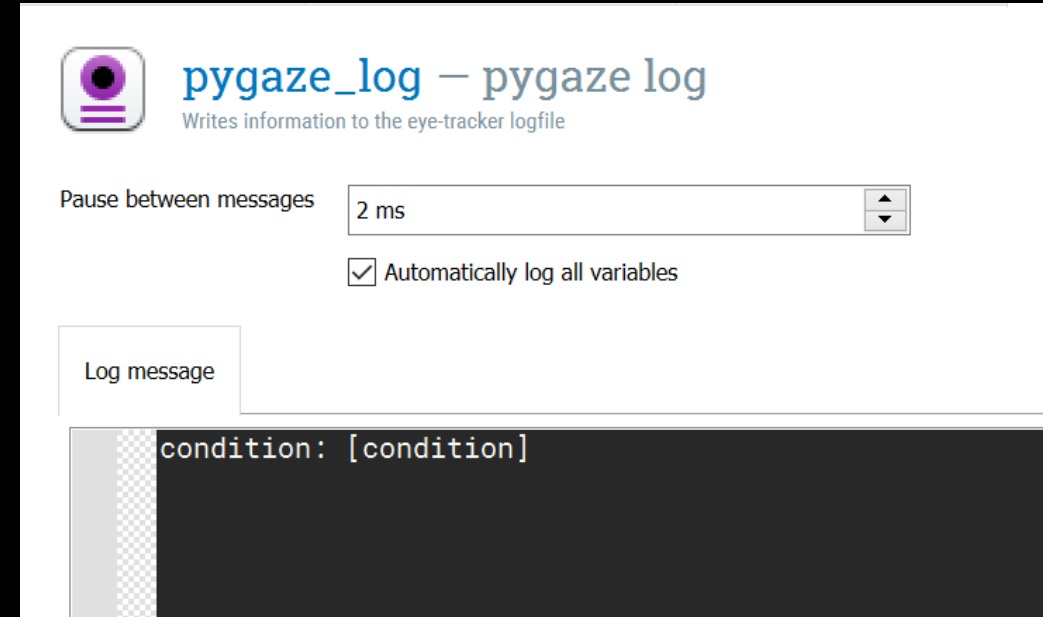 pygaze_log — pygaze log
Writes information to the eye-tracker logfile
Pause between messages
2 ms
Automatically log all variables
Log message
condition: [condition]